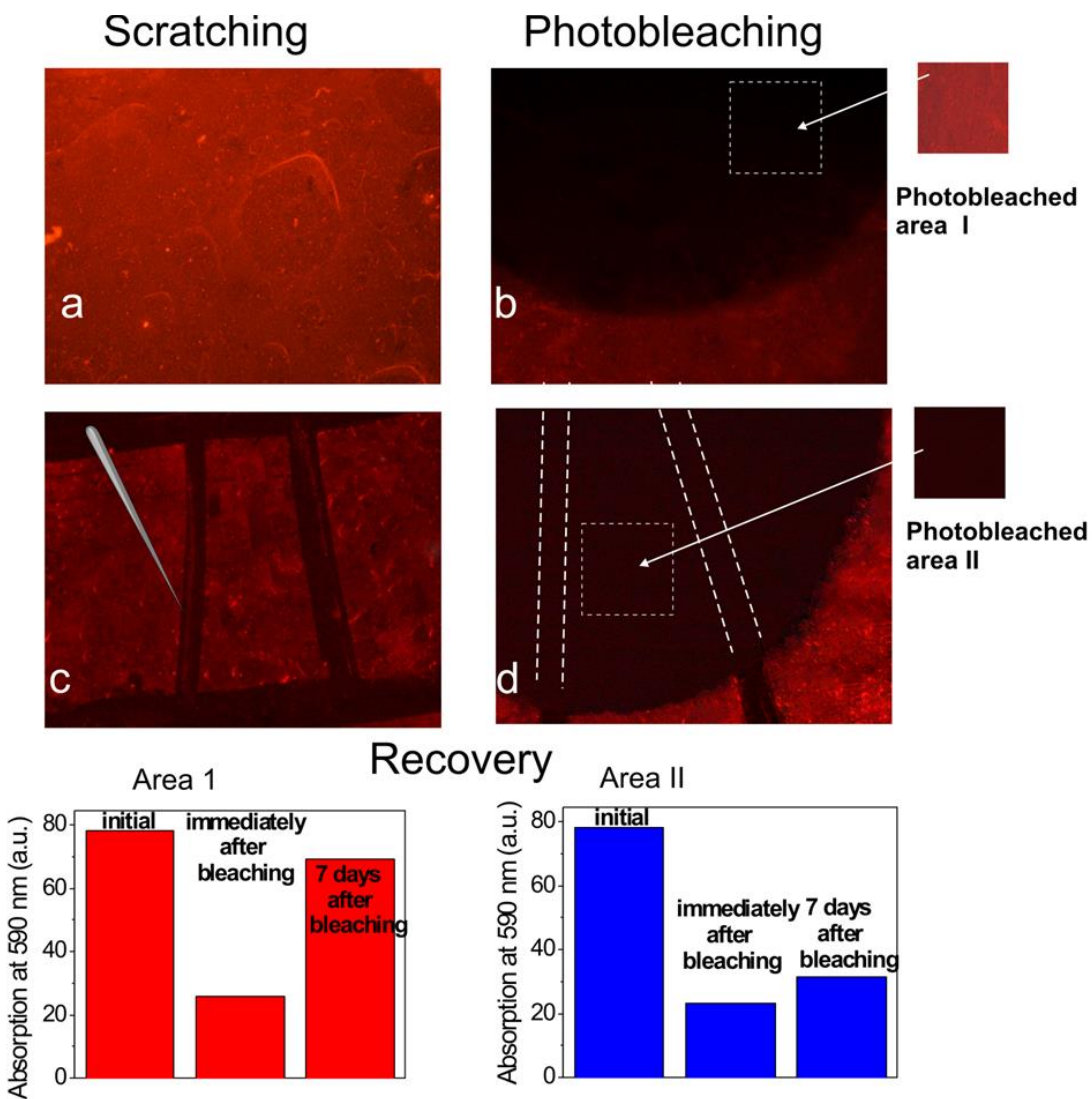 Scratching
Photobleaching
a
b
Photobleached
area I
c
d
Photobleached
area II
Recovery
Area 1
Absorption at 590 nm (a.u.)
80
60
40
20
0
initial
immediately
after
bleaching
7 days
after
bleaching
Area II
Absorption at 590 nm (a.u.)
80
60
40
20
0
initial
immediately
after
bleaching
7 days
after
bleaching